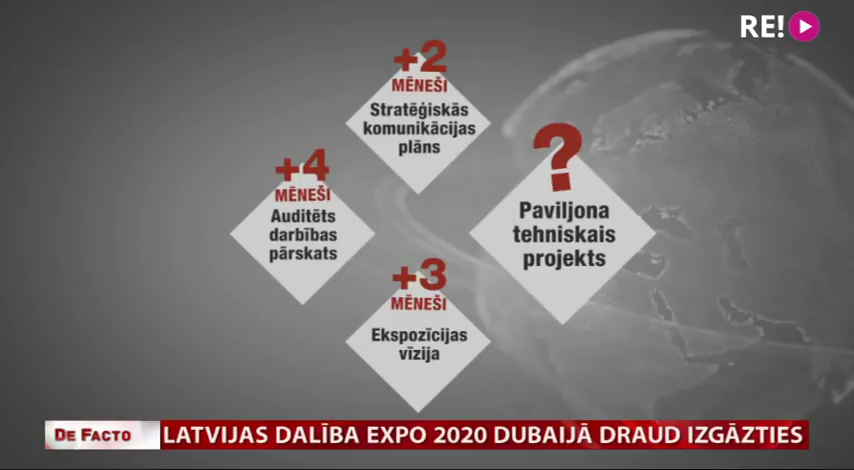 RE!
+2
MĒNEŠI
Stratēģiskās
komunikācijas
plāns
+4
MĒNEŠI
Auditēts
darbības
pārskats
?
Paviljona
tehniskais
projekts
+3
MĒNEŠI
Ekspozīcijas
vīzija
DE FACTO
LATVIJAS DALĪBA EXPO 2020 DUBAIJĀ DRAUD IZGĀZTIES